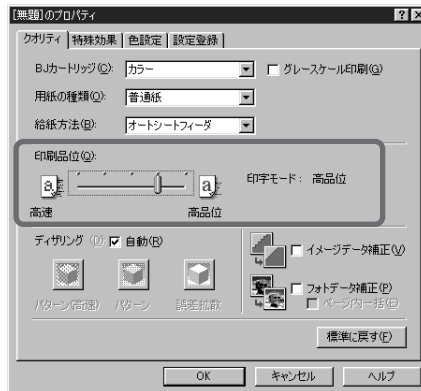 [無題]のプロパティ
クオリティ 特殊効果 色設定 設定登録
BJカートリッジ(C): カラー グレースケール印刷(G)
用紙の種類(O): 普通紙
給紙方法(B): オートシートフィーダ
印刷品位(Q):
a a 印字モード: 高品位
高速 高品位
ディザリング (D): 自動(R) イメージデータ補正(V)
パターン(高速) パターン 誤差拡散 フォトデータ補正(P)
ページ内一括(E)
標準に戻す(F)
OK キャンセル ヘルプ